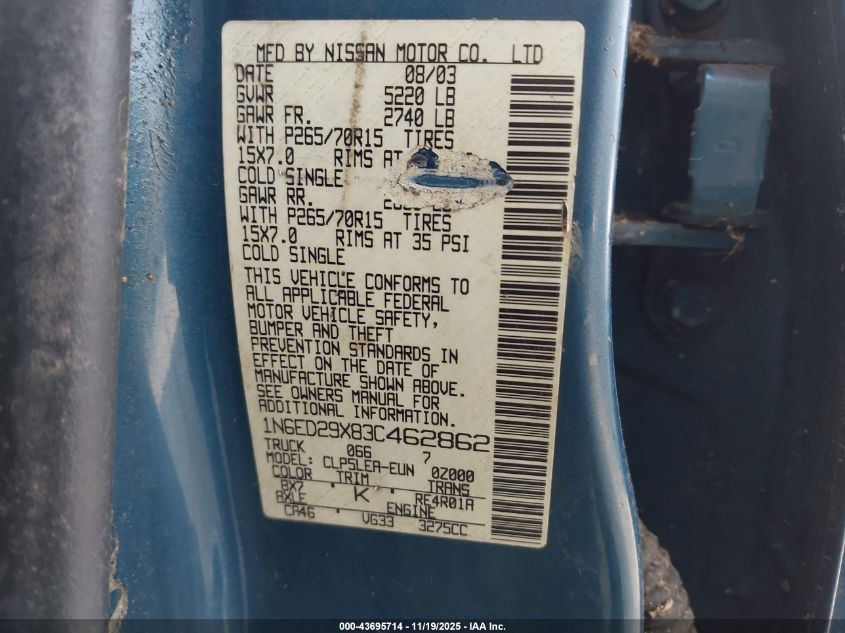 MFD BY NISSAN MOTOR CO. LTD
DATE 08/03
GVWR 5220 LB
GAWR FR. 2740 LB
WITH P265/70R15 TIRES
15X7.0 RIMS AT
COLD SINGLE
GAWR RR.
WITH P265/70R15 TIRES
15X7.0 RIMS AT 35 PSI
COLD SINGLE
THIS VEHICLE CONFORMS TO
ALL APPLICABLE FEDERAL
MOTOR VEHICLE SAFETY,
BUMPER AND THEFT
PREVENTION STANDARDS IN
EFFECT ON THE DATE OF
MANUFACTURE SHOWN ABOVE.
SEE OWNERS MANUAL FOR
ADDITIONAL INFORMATION.
1N6ED29X83C462862
TRUCK 066 7
MODEL: CLPSLEA-EUN 0Z000
COLOR TRIM TRANS
BX7 K RE4R01A
AXLE ENGINE
CA46 VG33 3275CC
000-43695714 - 11/19/2025 - IAA Inc.